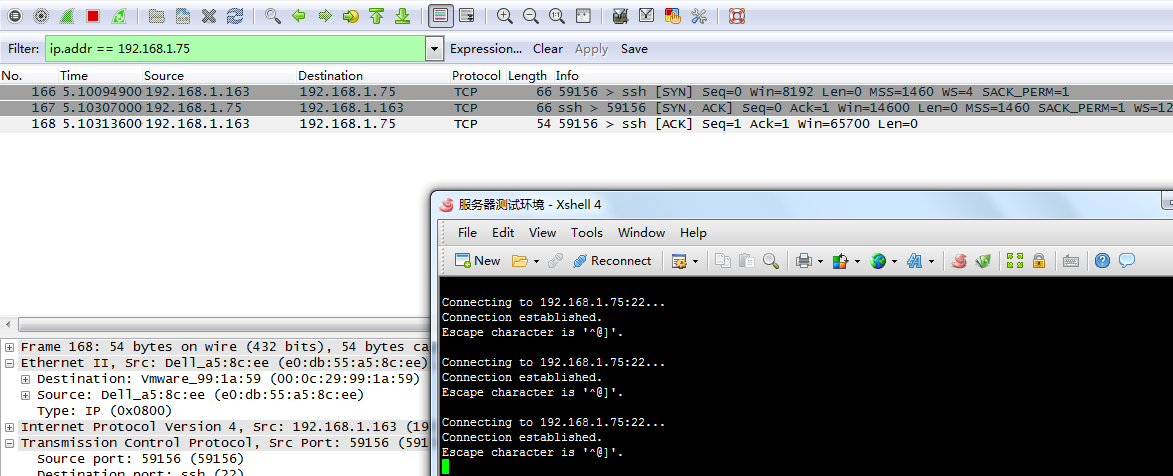 Filter: ip.addr == 192.168.1.75 Expression... Clear Apply Save
No. Time Source Destination Protocol Length Info
166 5.10094900 192.168.1.163 192.168.1.75 TCP 66 59156 > ssh [SYN] Seq=0 Win=8192 Len=0 MSS=1460 WS=4 SACK_PERM=1
167 5.10307000 192.168.1.75 192.168.1.163 TCP 66 ssh > 59156 [SYN, ACK] Seq=0 Ack=1 Win=14600 Len=0 MSS=1460 SACK_PERM=1 WS=12
168 5.10313600 192.168.1.163 192.168.1.75 TCP 54 59156 > ssh [ACK] Seq=1 Ack=1 Win=65700 Len=0
服务器测试环境 - Xshell 4
File Edit View Tools Window Help
New Reconnect
Connecting to 192.168.1.75:22...
Connection established.
Escape character is '^@]'.
Connecting to 192.168.1.75:22...
Connection established.
Escape character is '^@]'.
Connecting to 192.168.1.75:22...
Connection established.
Escape character is '^@]'.
Frame 168: 54 bytes on wire (432 bits), 54 bytes ca
Ethernet II, Src: Dell_a5:8c:ee (e0:db:55:a5:8c:ee)
Destination: Vmware_99:1a:59 (00:0c:29:99:1a:59)
Source: Dell_a5:8c:ee (e0:db:55:a5:8c:ee)
Type: IP (0x0800)
Internet Protocol Version 4, Src: 192.168.1.163 (19
Transmission Control Protocol, Src Port: 59156 (591
Source port: 59156 (59156)
Destination port: ssh (22)